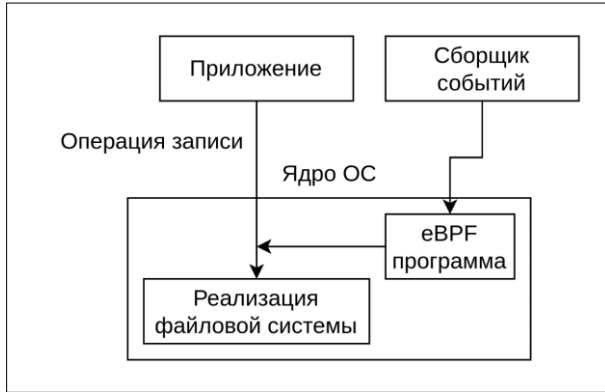 Приложение
Сборщик
событий
Операция записи
Ядро ОС
eBPF
программа
Реализация
файловой системы